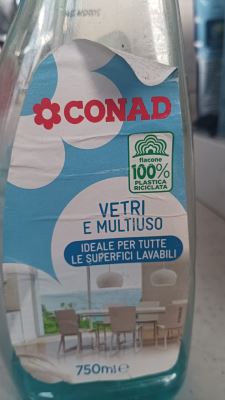 CONAD
VETRI
E MULTIUSO
flacone
100%
PLASTICA
RICICLATA
IDEALE PER TUTTE
LE SUPERFICI LAVABILI
750ml e